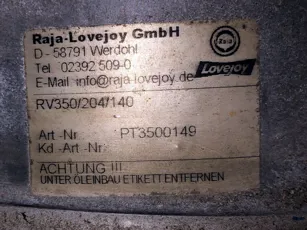 Raja-Lovejoy GmbH
D - 58791 Werdohl
Tel. 02392 509-0
E-Mail info@raja-lovejoy.de
Raja
Lovejoy
RV350/204/140
Art -Nr. PT3500149
Kd -Art -Nr.:
ACHTUNG !!!
UNTER ÖLEINBAU ETIKETT ENTFERNEN